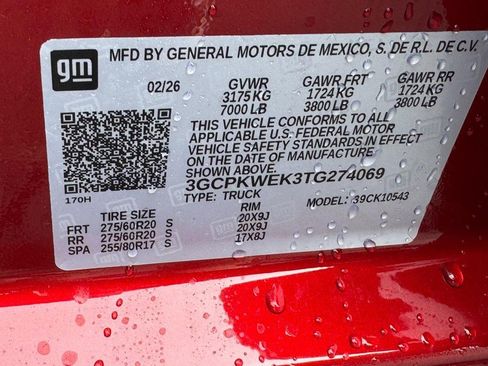 gm
MFD BY GENERAL MOTORS DE MEXICO, S. DE R.L. DE C.V.
02/26 GVWR GAWR FRT GAWR RR
3175 KG 1724 KG 1724 KG
7000 LB 3800 LB 3800 LB
THIS VEHICLE CONFORMS TO ALL
APPLICABLE U.S. FEDERAL MOTOR
VEHICLE SAFETY STANDARDS IN EFFECT
ON THE DATE OF MANUFACTURE
3GCPKWEK3TG274069
TYPE: TRUCK MODEL: 39CK10543
170H
TIRE SIZE RIM
FRT 275/60R20 S 20X9J
RR 275/60R20 S 20X9J
SPA 255/80R17 S 17X8J